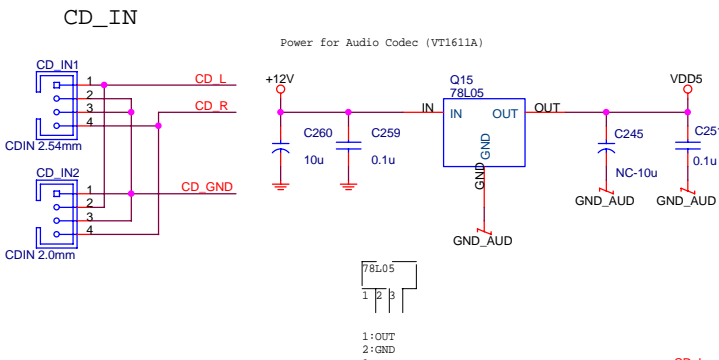 CD_IN
Power for Audio Codec (VT1611A)
CD_IN1
1
2
3
4
CDIN 2.54mm
CD_L
CD_R
CD_IN2
1
2
3
4
CDIN 2.0mm
CD_GND
+12V
C260
10u
C259
0.1u
IN
Q15
78L05
IN
OUT
GND
GND
OUT
GND_AUD
VDD5
C245
NC-10u
GND_AUD
C251
0.1u
GND_AUD
78L05
1 2 3
1:OUT
2:GND